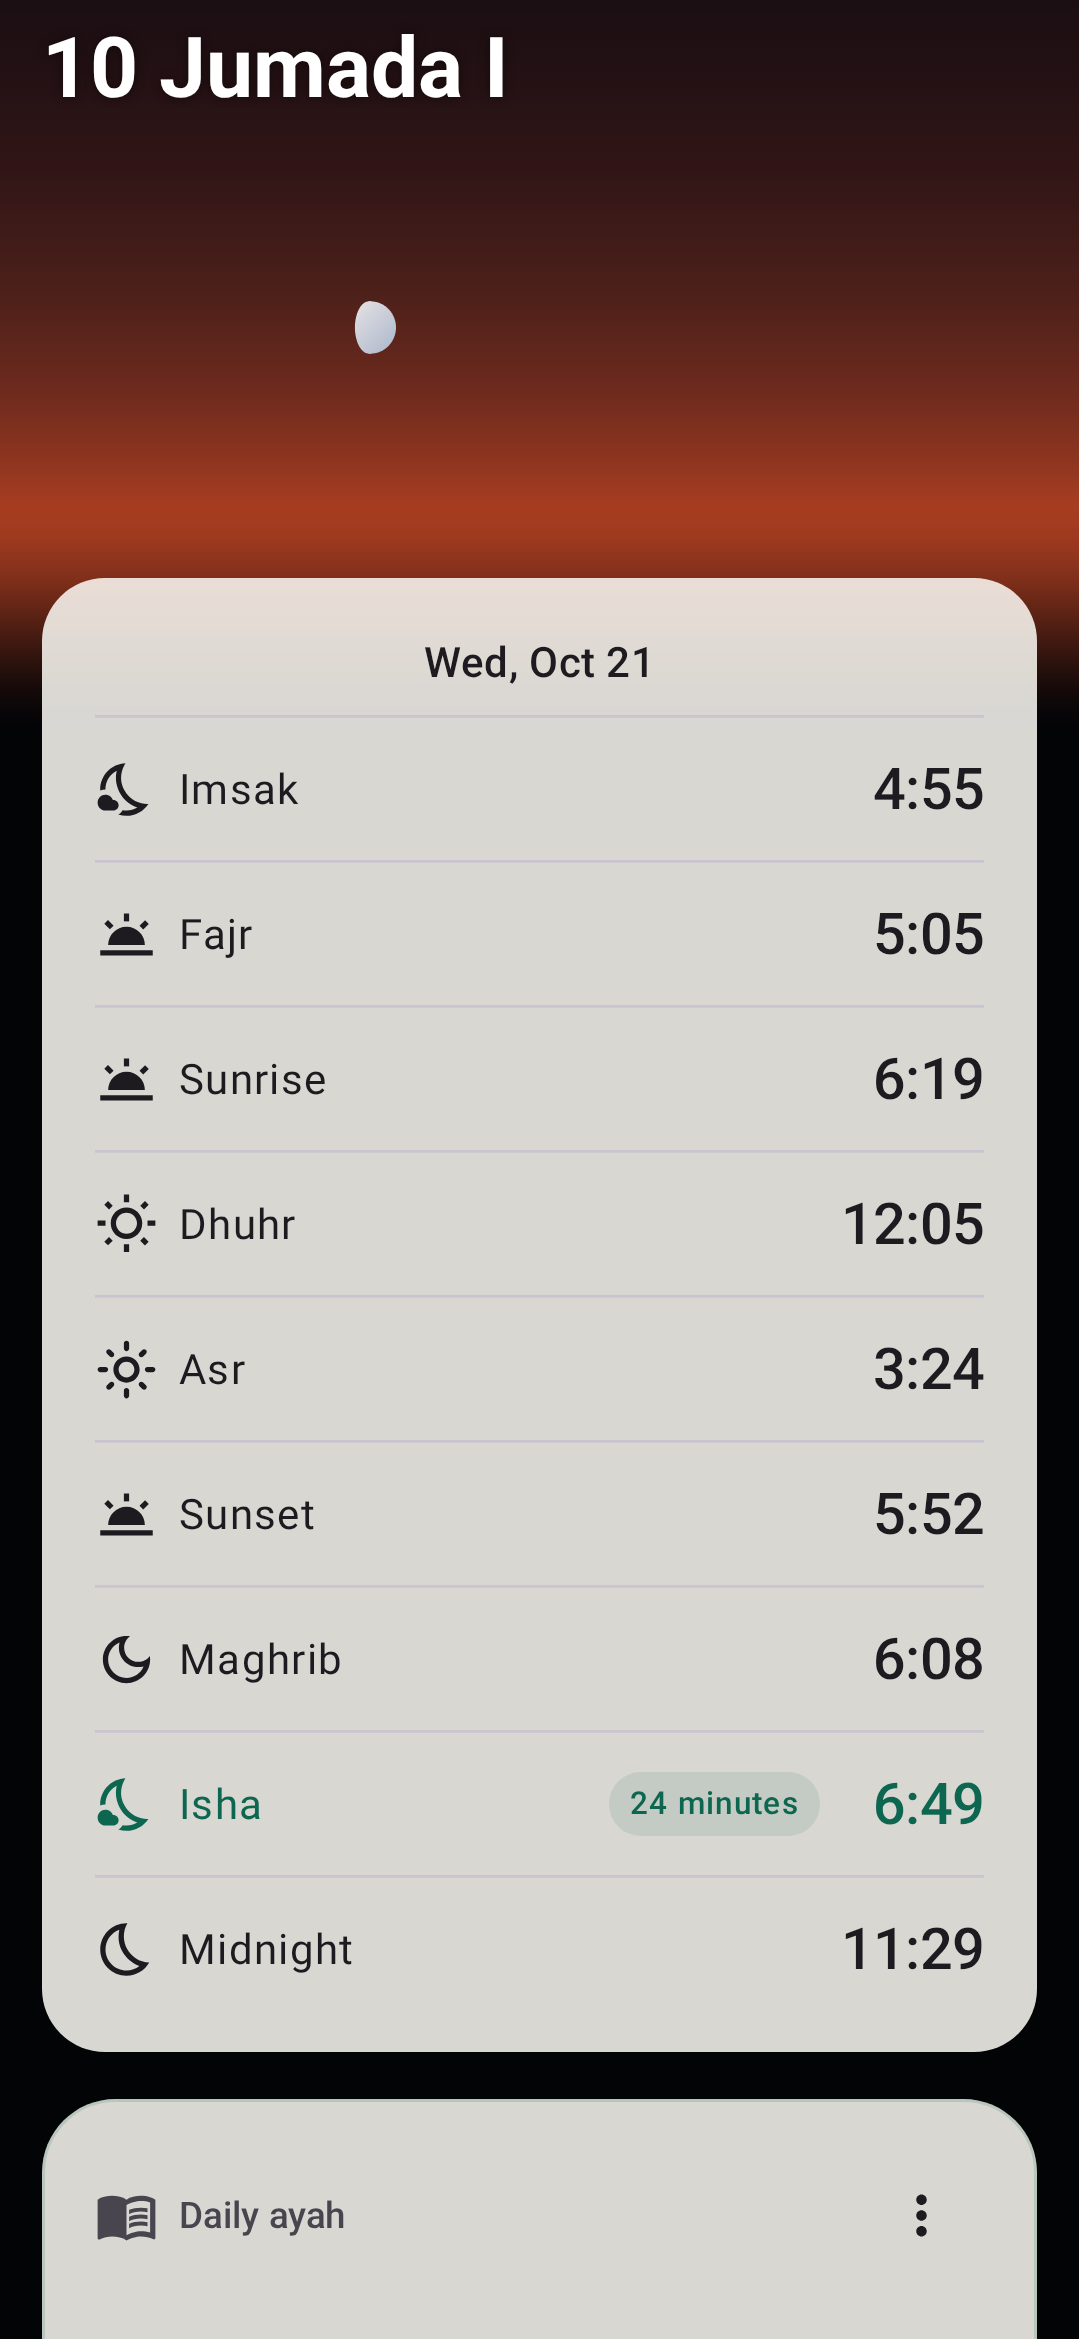 10 Jumada I
Wed, Oct 21
Imsak 4:55
Fajr 5:05
Sunrise 6:19
Dhuhr 12:05
Asr 3:24
Sunset 5:52
Maghrib 6:08
Isha 24 minutes 6:49
Midnight 11:29
Daily ayah